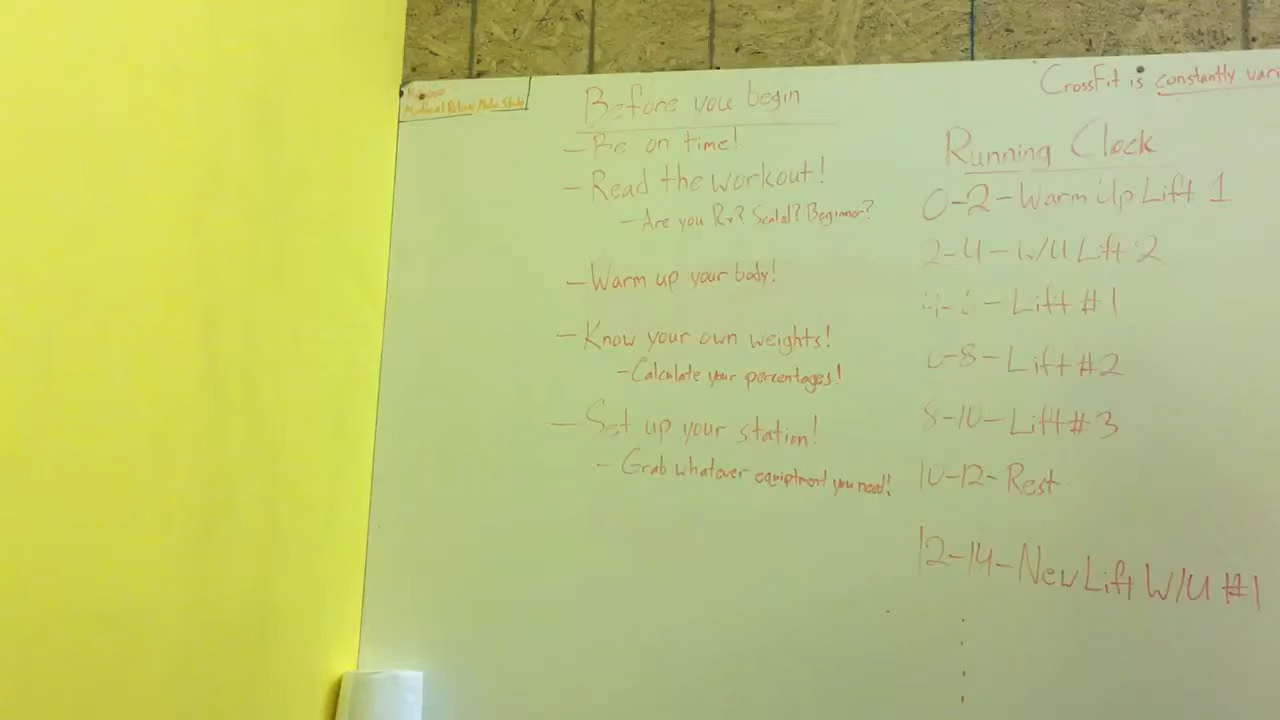 Before you begin
- Be on time!
- Read the workout!
- Are you Rx? Scaled? Beginner?
- Warm up your body!
- Know your own weights!
- Calculate your percentages!
- Set up your station!
- Grab whatever equiptment you need!
CrossFit is constantly vari
Running Clock
0-2- Warm Up Lift 1
2-4 - W/U Lift 2
4-6 - Lift #1
6-8- Lift #2
8-10- Lift #3
10-12- Rest
12-14- New Lift W/U #1